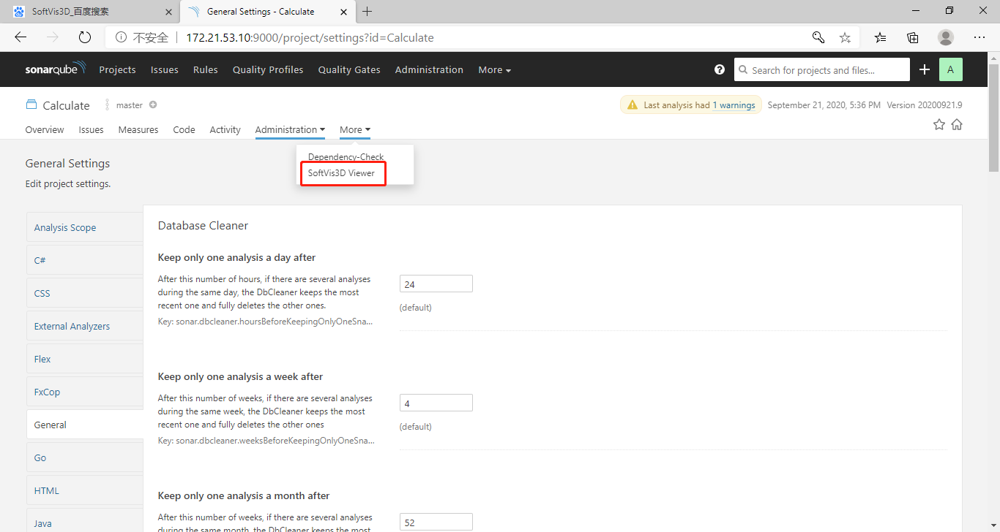 SoftVis3D_百度搜索
General Settings - Calculate
不安全
172.21.53.10:9000/project/settings?id=Calculate
sonarqube Projects Issues Rules Quality Profiles Quality Gates Administration More
Search for projects and files...
A
Calculate master
Last analysis had 1 warnings September 21, 2020, 5:36 PM Version 20200921.9
Overview Issues Measures Code Activity Administration More
Dependency-Check
SoftVis3D Viewer
General Settings
Edit project settings.
Analysis Scope
C#
CSS
External Analyzers
Flex
FxCop
General
Go
HTML
Java
Database Cleaner
Keep only one analysis a day after
After this number of hours, if there are several analyses
during the same day, the DbCleaner keeps the most
recent one and fully deletes the other ones.
Key: sonar.dbcleaner.hoursBeforeKeepingOnlyOneSna...
24
(default)
Keep only one analysis a week after
After this number of weeks, if there are several analyses
during the same week, the DbCleaner keeps the most
recent one and fully deletes the other ones
Key: sonar.dbcleaner.weeksBeforeKeepingOnlyOneSna...
4
(default)
Keep only one analysis a month after
After this number of weeks, if there are several analyses
during the same month, the DbCleaner keeps the most
52